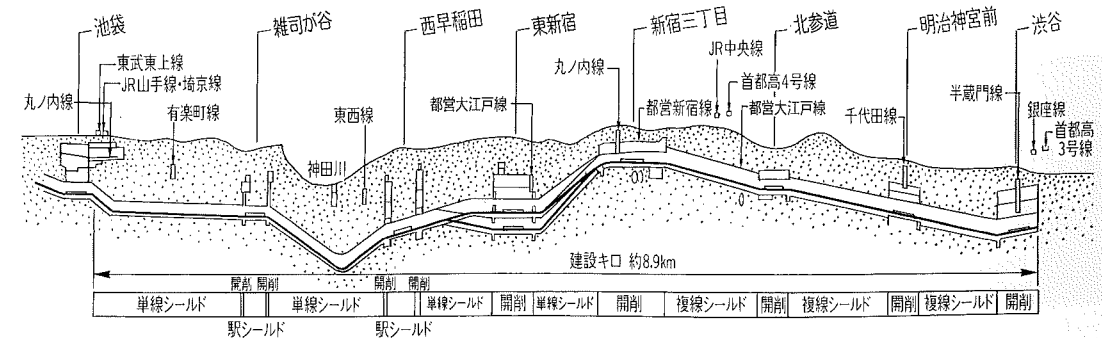 池袋
雑司が谷
西早稲田
東新宿
新宿三丁目
北参道
明治神宮前
渋谷
東武東上線
JR山手線・埼京線
丸ノ内線
有楽町線
東西線
神田川
都営大江戸線
丸ノ内線
都営新宿線
JR中央線
首都高4号線
都営大江戸線
千代田線
半蔵門線
銀座線
首都高
3号線
建設キロ 約8.9km
開削 開削 開削 開削
単線シールド 単線シールド 単線シールド 開削 単線シールド 開削 複線シールド 開削 複線シールド 開削 複線シールド 開削
駅シールド 駅シールド